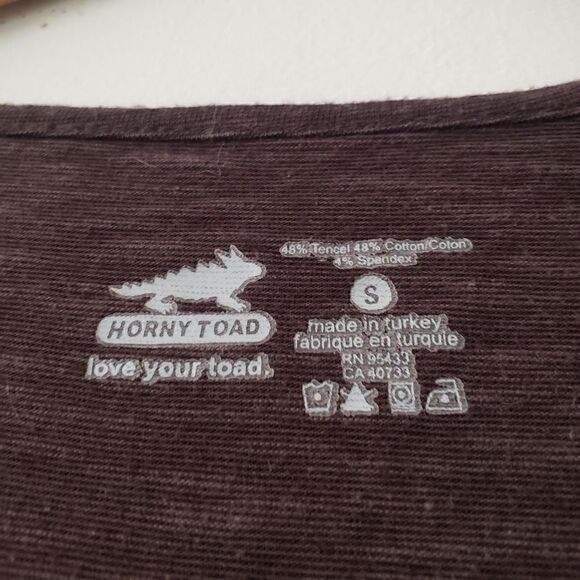 HORNY TOAD
love your toad.
48% Tencel 48% Cotton/Coton
4% Spandex
S
made in turkey
fabriqué en turquie
RN 95433
CA 40733